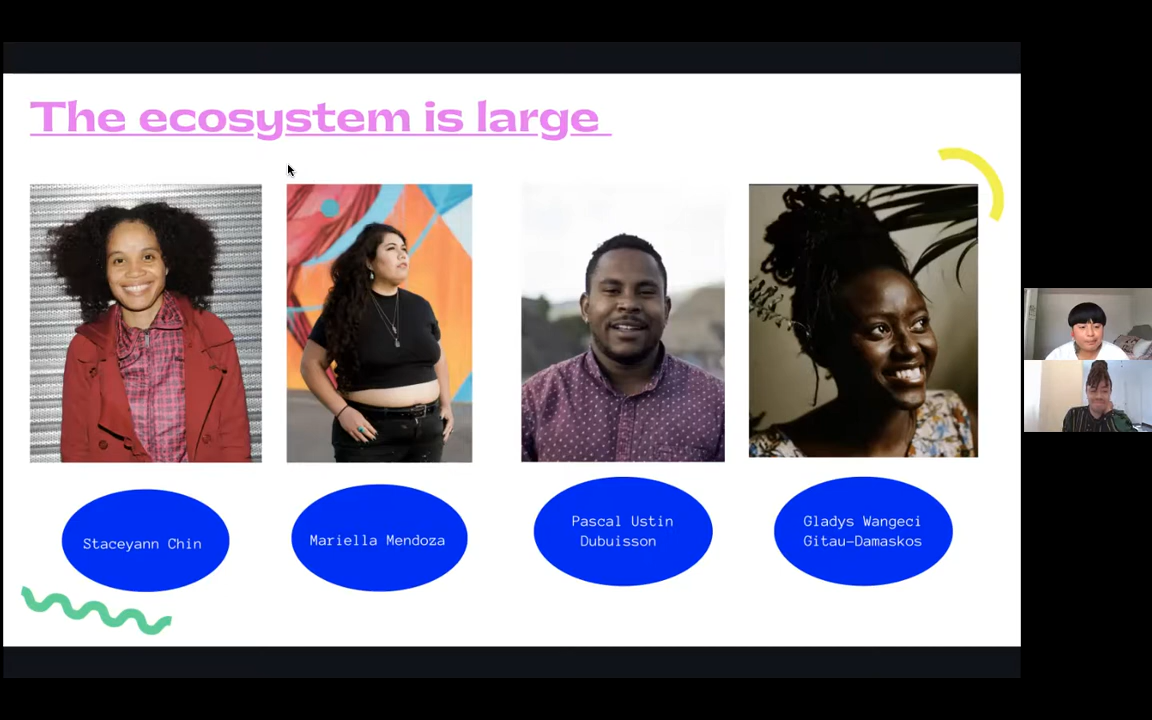 The ecosystem is large
Staceyann Chin
Mariella Mendoza
Pascal Ustin
Dubuisson
Gladys Wangeci
Gitau-Damaskos